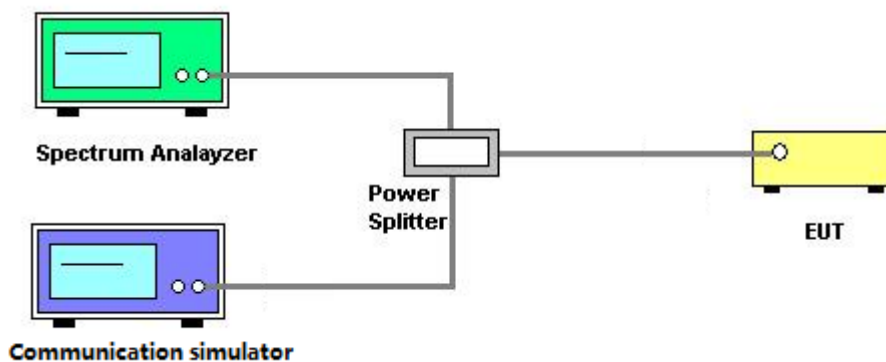 Spectrum Analayzer
Power
Splitter
EUT
Communication simulator